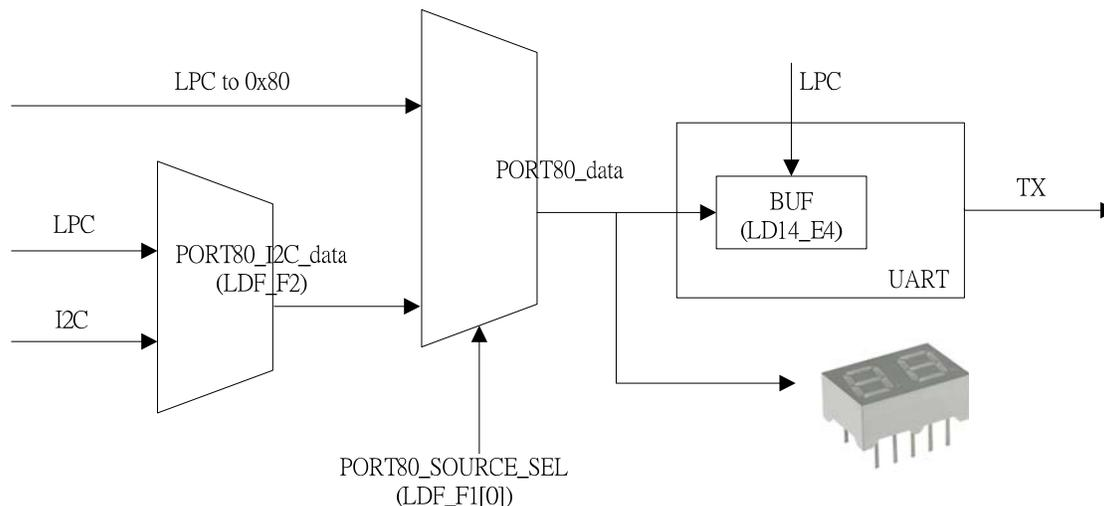 LPC to 0x80
LPC
PORT80_data
BUF
(LD14_E4)
TX
LPC
PORT80_I2C_data
(LDF_F2)
UART
I2C
PORT80_SOURCE_SEL
(LDF_F1[0])